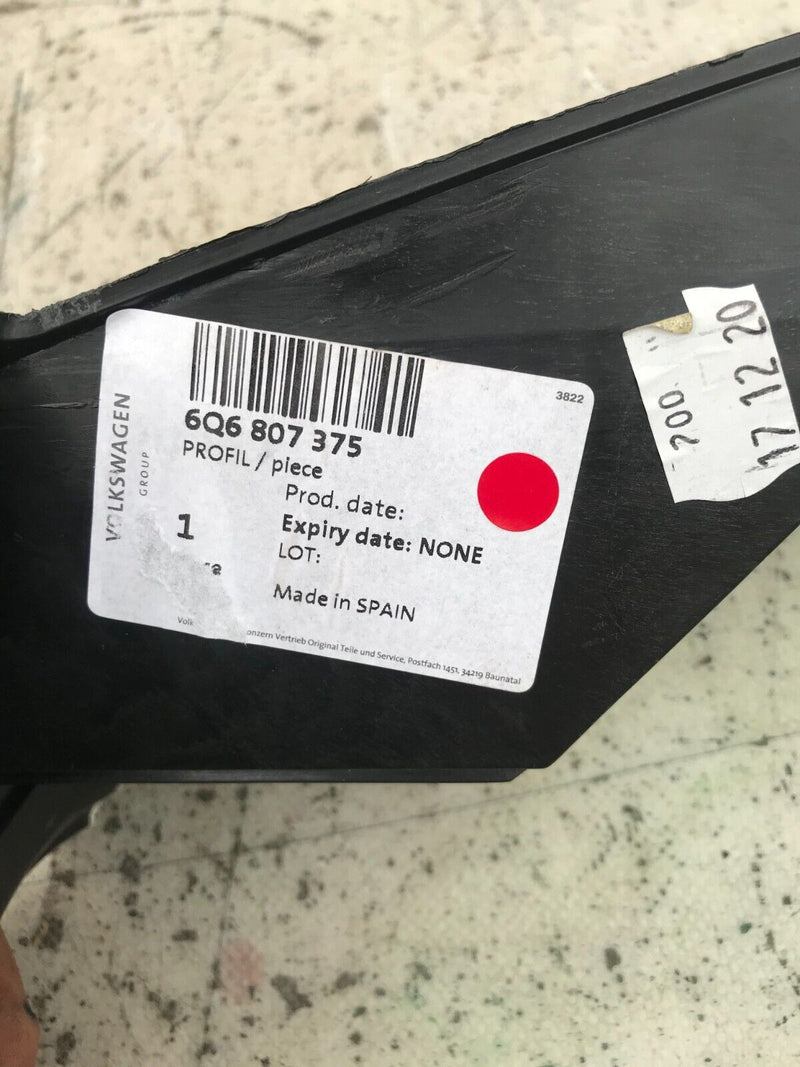 3822
6Q6 807 375
PROFIL / piece
VOLKSWAGEN
GROUP
Prod. date:
1
Expiry date: NONE
LOT:
Made in SPAIN
Vertrieb Original Teile und Service, Postfach 1451, 34219 Baunatal
200
17 12 20